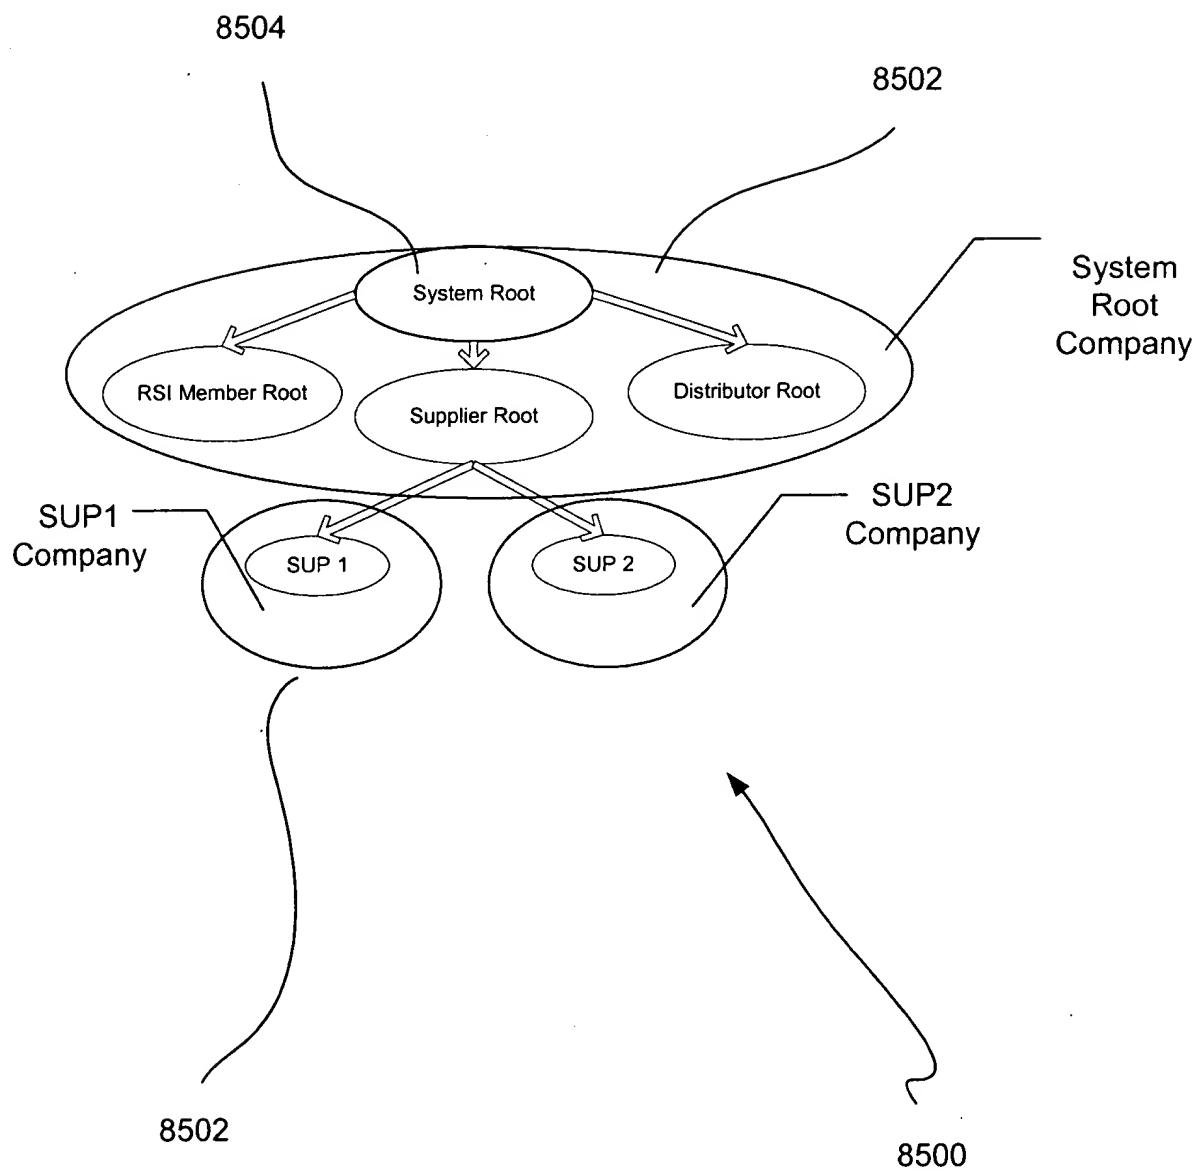 8504
8502
System Root
System
Root
Company
RSI Member Root
Supplier Root
Distributor Root
SUP1
Company
SUP2
Company
SUP 1
SUP 2
8502
8500